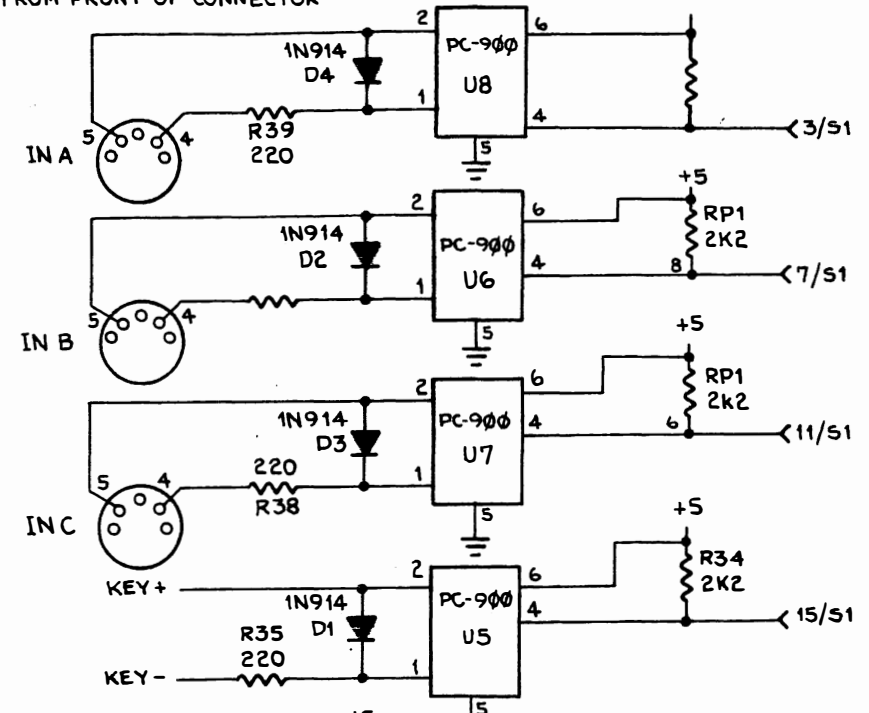 FROM FRONT OF CONNECTOR
2
6
1N914
D4
PC-9ØØ
U8
1
4
5
4
R39
220
IN A
5
3/S1
2
6
+5
1N914
D2
PC-9ØØ
U6
RP1
2K2
1
4
8
7/S1
5
4
IN B
5
+5
2
6
1N914
D3
PC-9ØØ
U7
RP1
2K2
4
6
11/S1
220
R38
1
5
4
IN C
5
+5
KEY+
2
6
1N914
D1
PC-9ØØ
U5
R34
2K2
4
15/S1
R35
220
KEY-
1
5